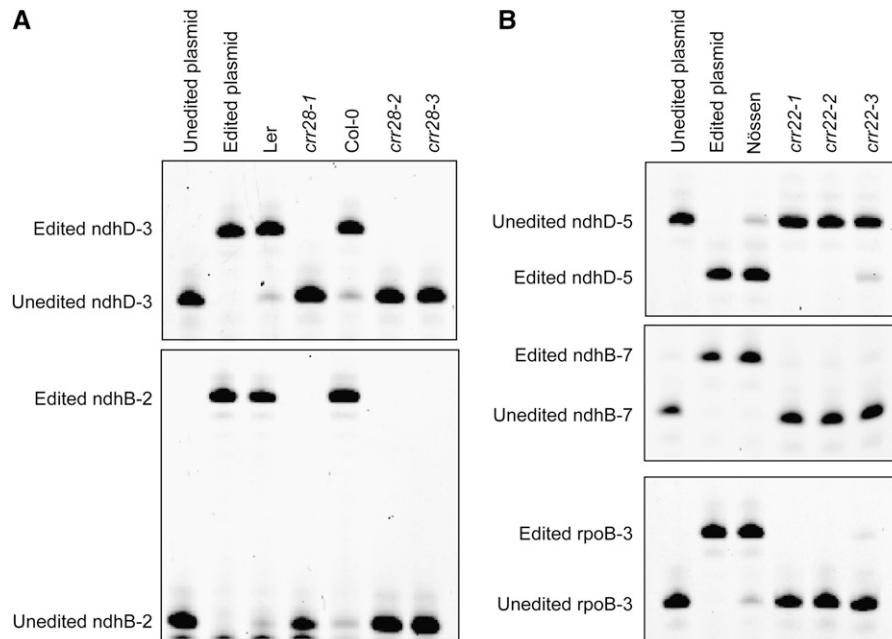 A
Unedited plasmid
Edited plasmid
Ler
crr28-1
Col-0
crr28-2
crr28-3
Edited ndhD-3
Unedited ndhD-3
Edited ndhB-2
Unedited ndhB-2
B
Unedited plasmid
Edited plasmid
Nössen
crr22-1
crr22-2
crr22-3
Unedited ndhD-5
Edited ndhD-5
Edited ndhB-7
Unedited ndhB-7
Edited rpoB-3
Unedited rpoB-3